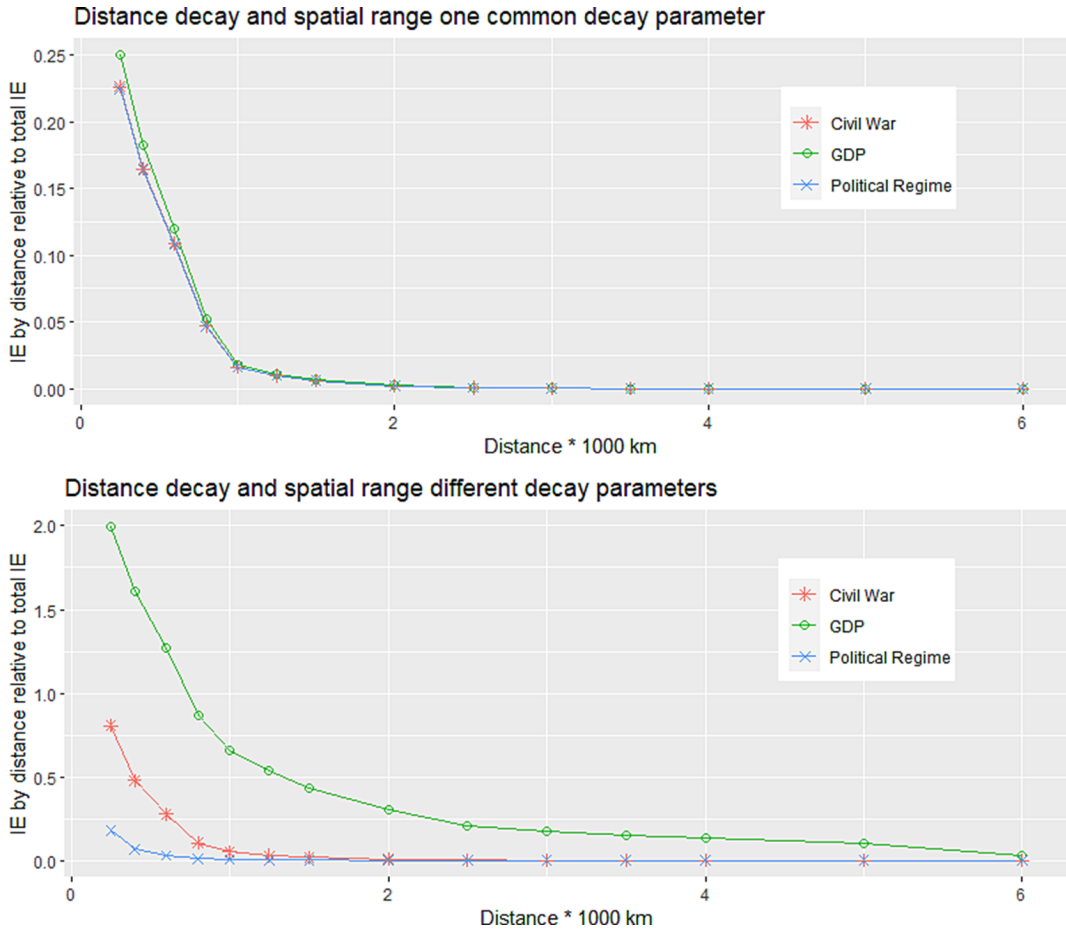 Distance decay and spatial range one common decay parameter
IE by distance relative to total IE
0.25
0.20
0.15
0.10
0.05
0.00
Civil War
GDP
Political Regime
0 2 4 6
Distance * 1000 km
Distance decay and spatial range different decay parameters
IE by distance relative to total IE
2.0
1.5
1.0
0.5
0.0
Civil War
GDP
Political Regime
0 2 4 6
Distance * 1000 km